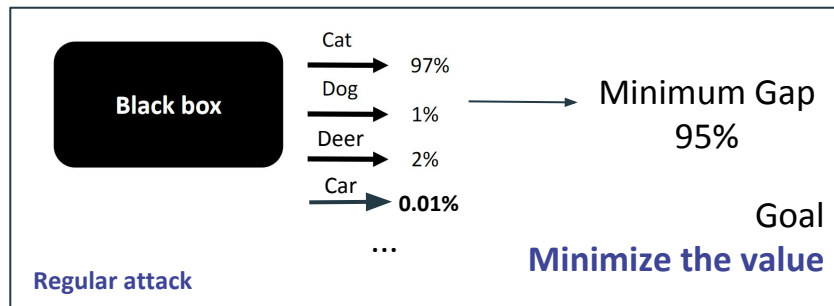 Black box
Cat
97%
Dog
1%
Deer
2%
Car
0.01%
...
Minimum Gap
95%
Goal
Minimize the value
Regular attack